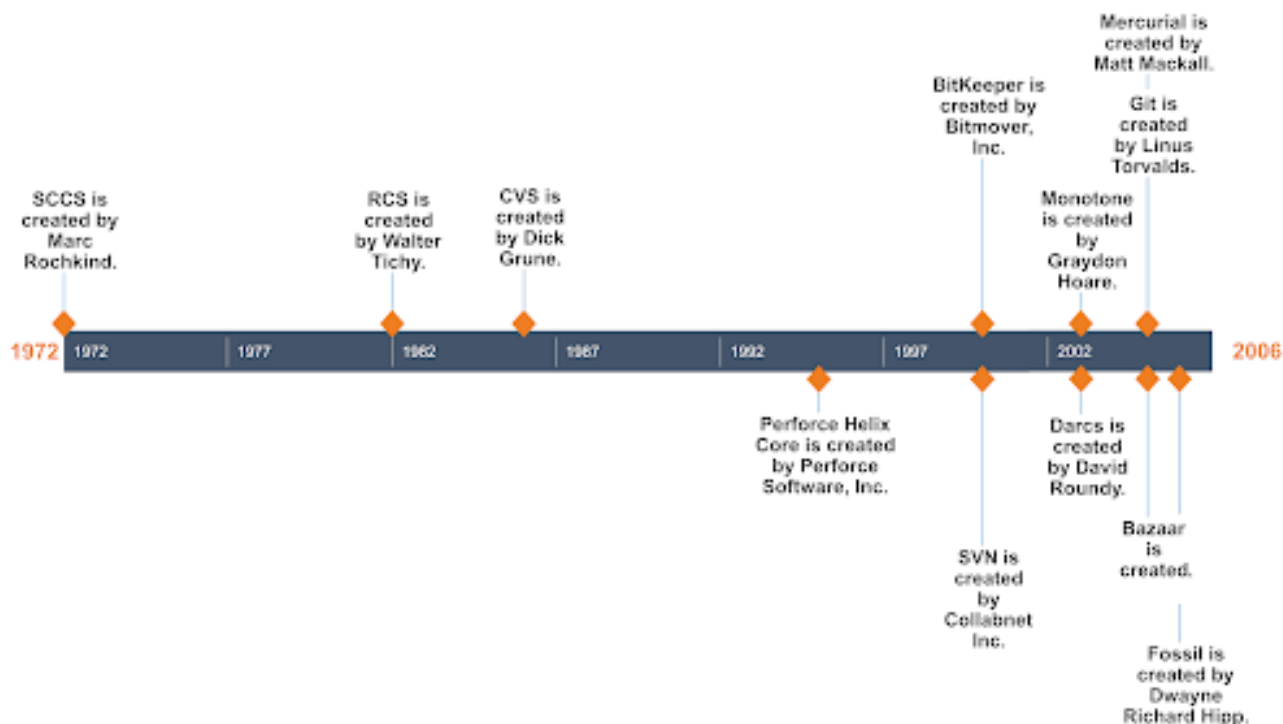 Mercurial is
created by
Matt Mackall.
BitKeeper is
created by
Bitmover,
Inc.
Git is
created
by Linus
Torvalds.
SCCS is
created by
Marc
Rochkind.
RCS is
created
by Walter
Tichy.
CVS is
created
by Dick
Grune.
Monotone
is created
by
Graydon
Hoare.
1972
1972
1977
1982
1987
1992
1997
2002
2006
Perforce Helix
Core is created
by Perforce
Software, Inc.
Darcs is
created
by David
Roundy.
SVN is
created
by
Collabnet
Inc.
Bazaar
is
created.
Fossil is
created by
Dwayne
Richard Hipp.